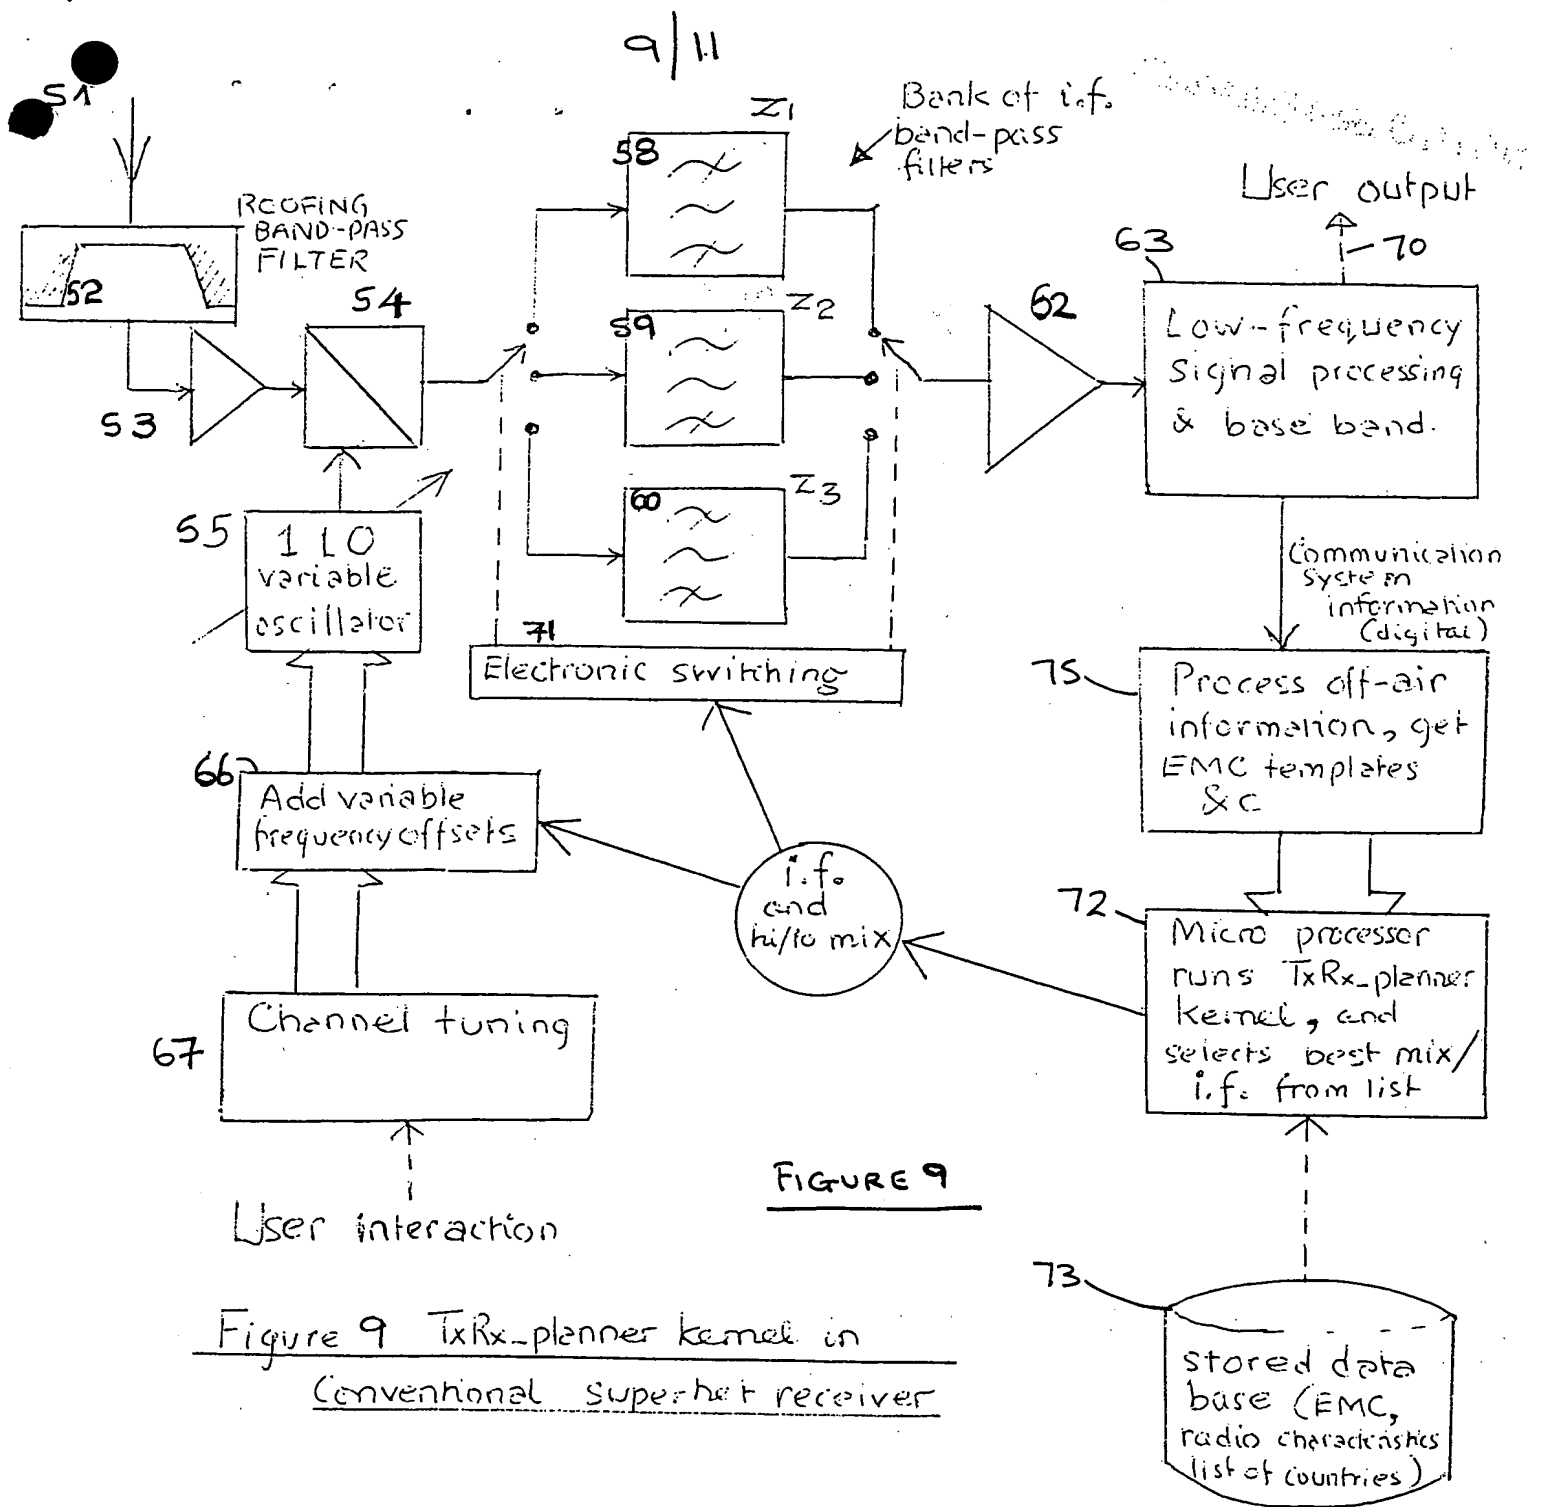 9/11
51
ROOFING
BAND-PASS
FILTER
52
53
54
Z1
58
Bank of i.f.
band-pass
filters
Z2
59
Z3
60
62
User output
70
63
Low-frequency
Signal processing
& base band.
55
1 LO
variable
oscillator
71
Electronic switching
Communication
system
information
(digital)
75
Process off-air
information, get
EMC templates
&c
66
Add variable
frequency offsets
i.f.
and
hi/lo mix
72
Micro processor
runs TxRx_planner
kernel, and
selects best mix/
i.f. from list
67
Channel tuning
User interaction
FIGURE 9
73
stored data
base (EMC,
radio characteristics
list of countries)
Figure 9 TxRx_planner kernel in
Conventional superhet receiver